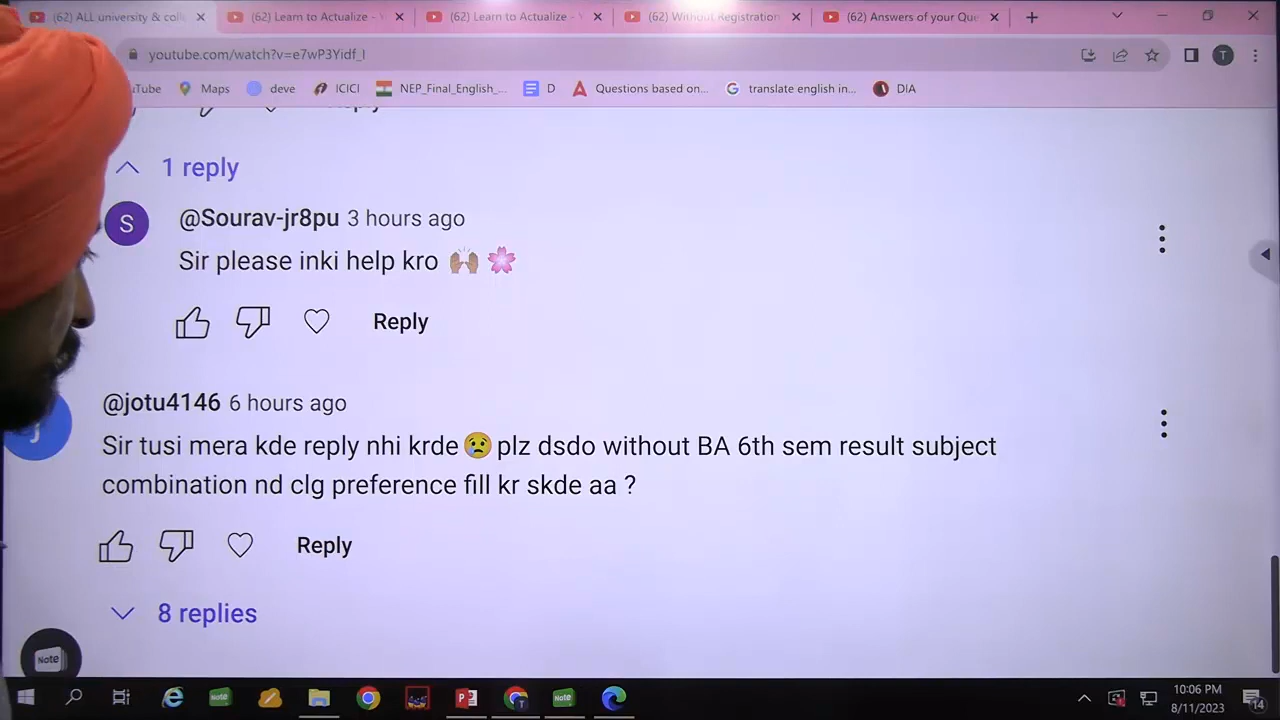 (62) ALL university & coll
(62) Learn to Actualize - Y
(62) Learn to Actualize - Y
(62) Without Registration
(62) Answers of your Que
youtube.com/watch?v=e7wP3Yidf_I
T
uTube
Maps
deve
ICICI
NEP_Final_English_...
D
Questions based on...
translate english in...
DIA
Reply
1 reply
S
@Sourav-jr8pu 3 hours ago
Sir please inki help kro 🙌🏽 🌸
Reply
@jotu4146 6 hours ago
Sir tusi mera kde reply nhi krde 😢 plz dsdo without BA 6th sem result subject
combination nd clg preference fill kr skde aa ?
Reply
8 replies
Note
10:06 PM
8/11/2023
14